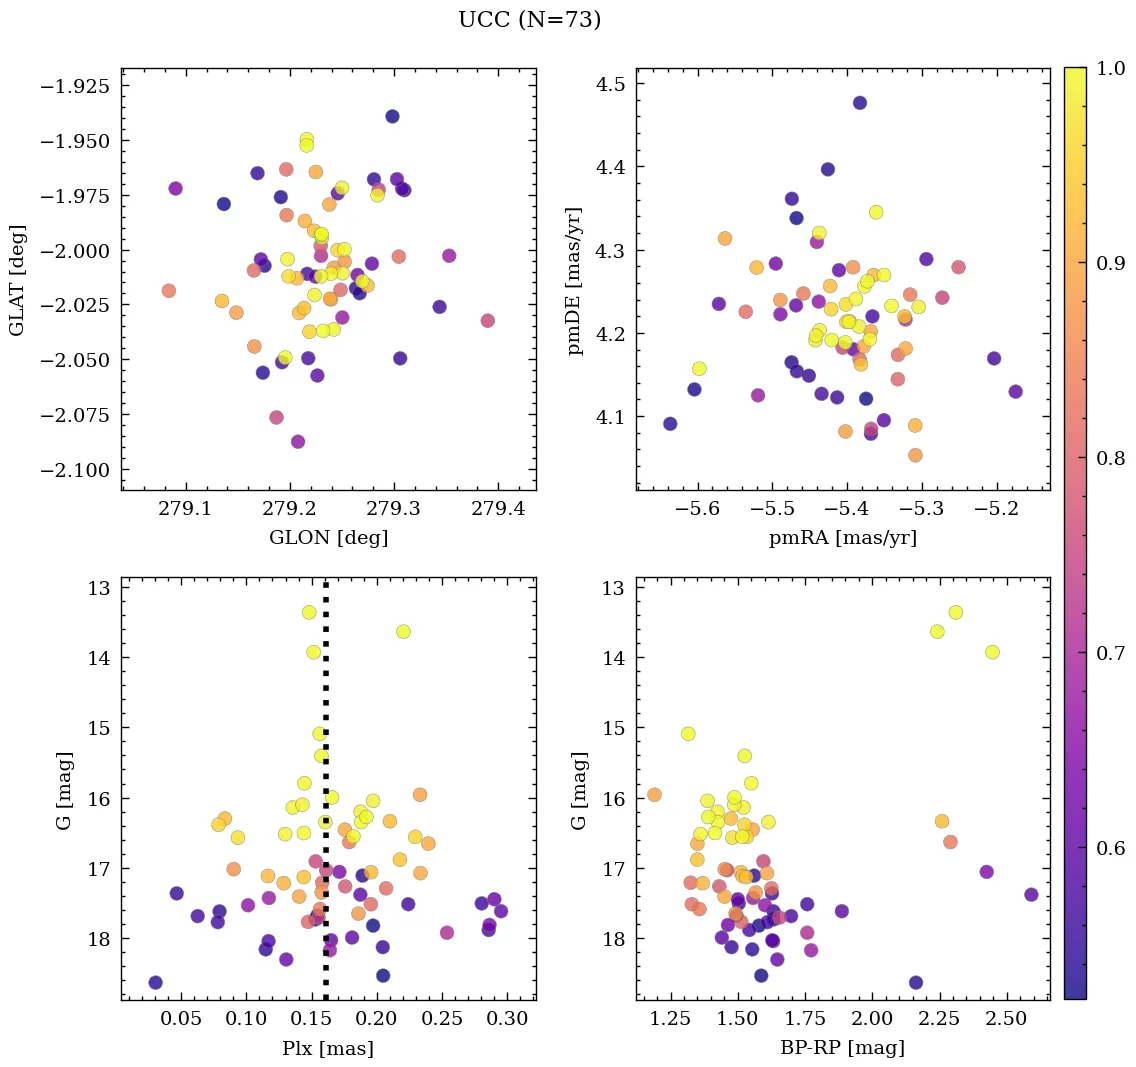 UCC (N=73)
−1.925
−1.950
−1.975
−2.000
−2.025
−2.050
−2.075
−2.100
GLAT [deg]
279.1 279.2 279.3 279.4
GLON [deg]
4.5
4.4
4.3
4.2
4.1
pmDE [mas/yr]
−5.6 −5.5 −5.4 −5.3 −5.2
pmRA [mas/yr]
13
14
15
16
17
18
G [mag]
0.05 0.10 0.15 0.20 0.25 0.30
Plx [mas]
13
14
15
16
17
18
G [mag]
1.25 1.50 1.75 2.00 2.25 2.50
BP-RP [mag]
1.0
0.9
0.8
0.7
0.6